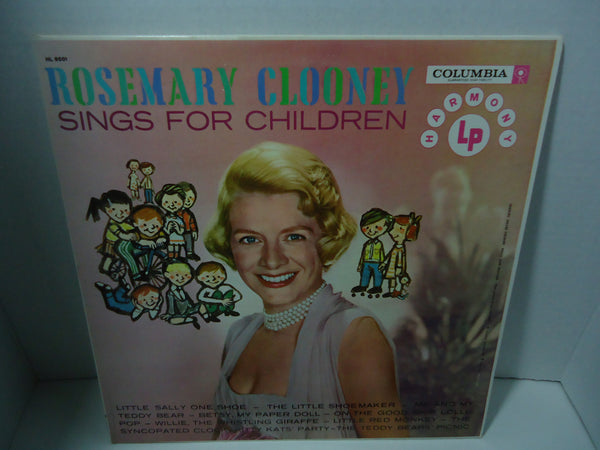 HL 9501
ROSEMARY CLOONEY
SINGS FOR CHILDREN
COLUMBIA
HARMONY
LP
LITTLE SALLY ONE SHOE – THE LITTLE SHOEMAKER – ME AND MY
TEDDY BEAR – BETSY, MY PAPER DOLL – ON THE GOOD SHIP LOLLI-
POP – WILLIE, THE WHISTLING GIRAFFE – LITTLE RED MONKEY – THE
SYNCOPATED CLOCK – KITTY KATS' PARTY – THE TEDDY BEARS' PICNIC